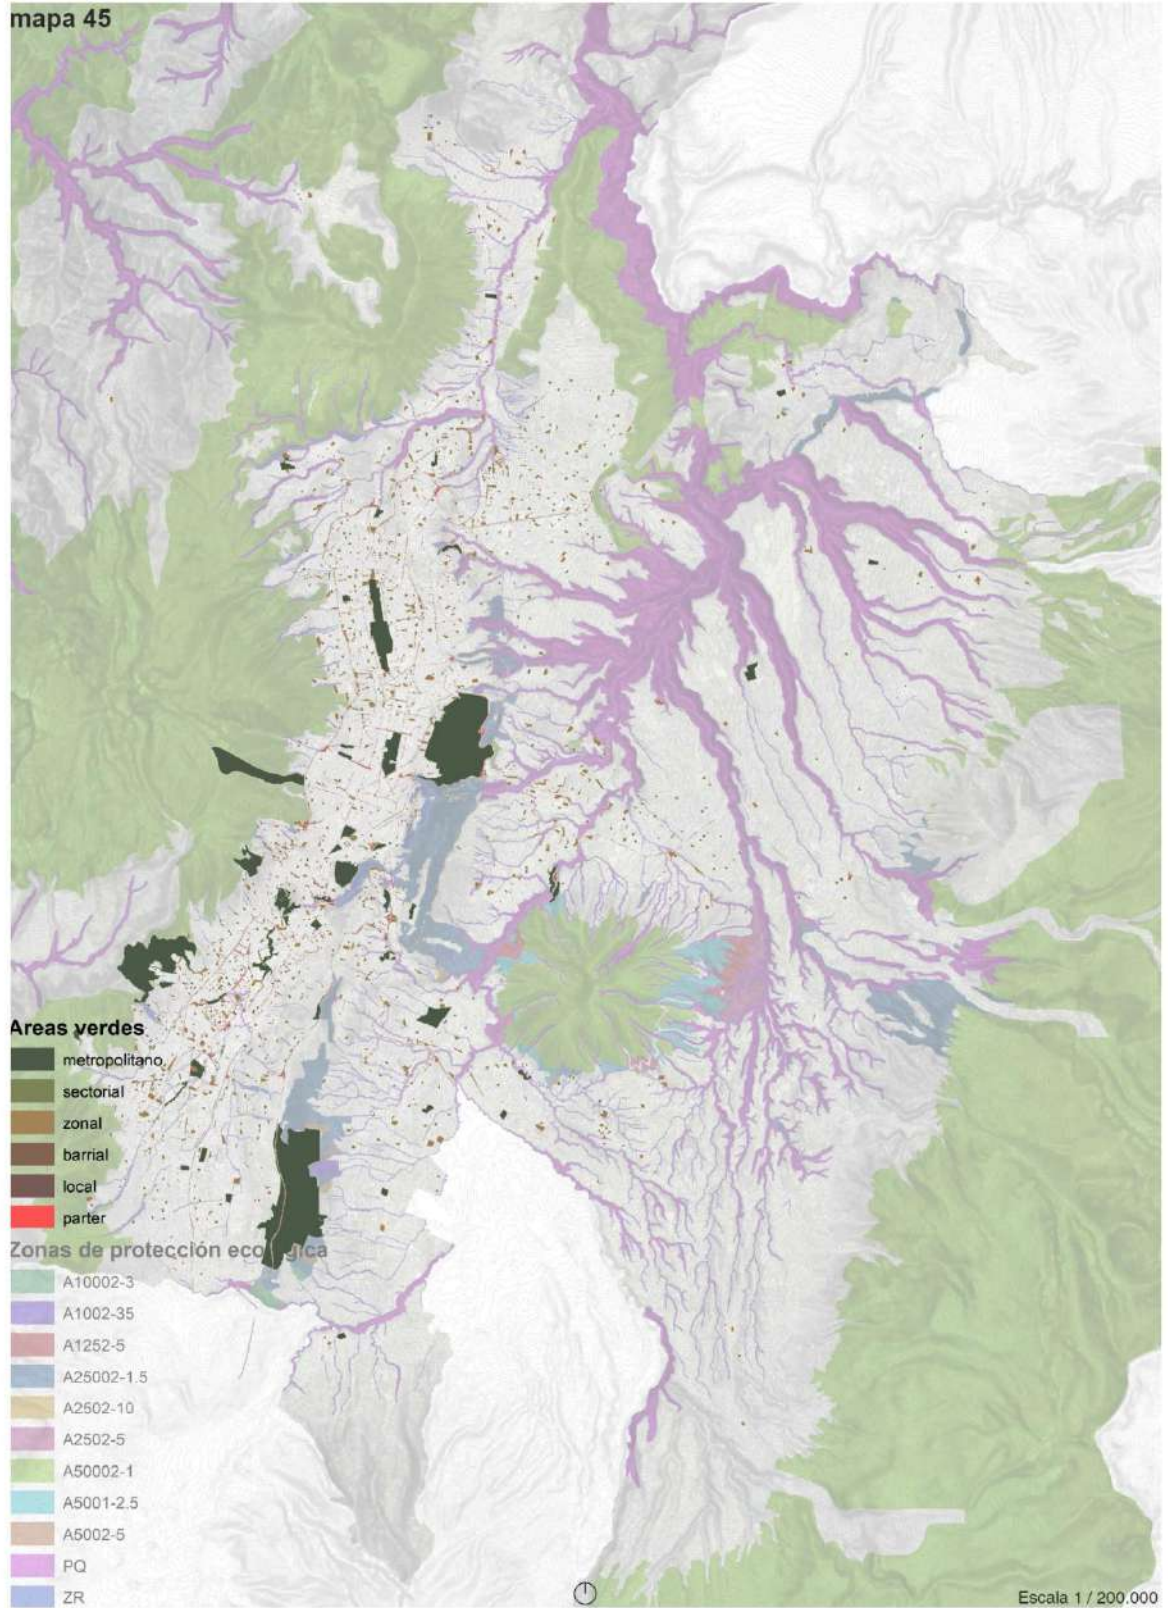 mapa 45
Areas verdes
metropolitano
sectorial
zonal
barrial
local
parter
Zonas de protección ecológica
A10002-3
A1002-35
A1252-5
A25002-1.5
A2502-10
A2502-5
A50002-1
A5001-2.5
A5002-5
PQ
ZR
Escala 1 / 200.000